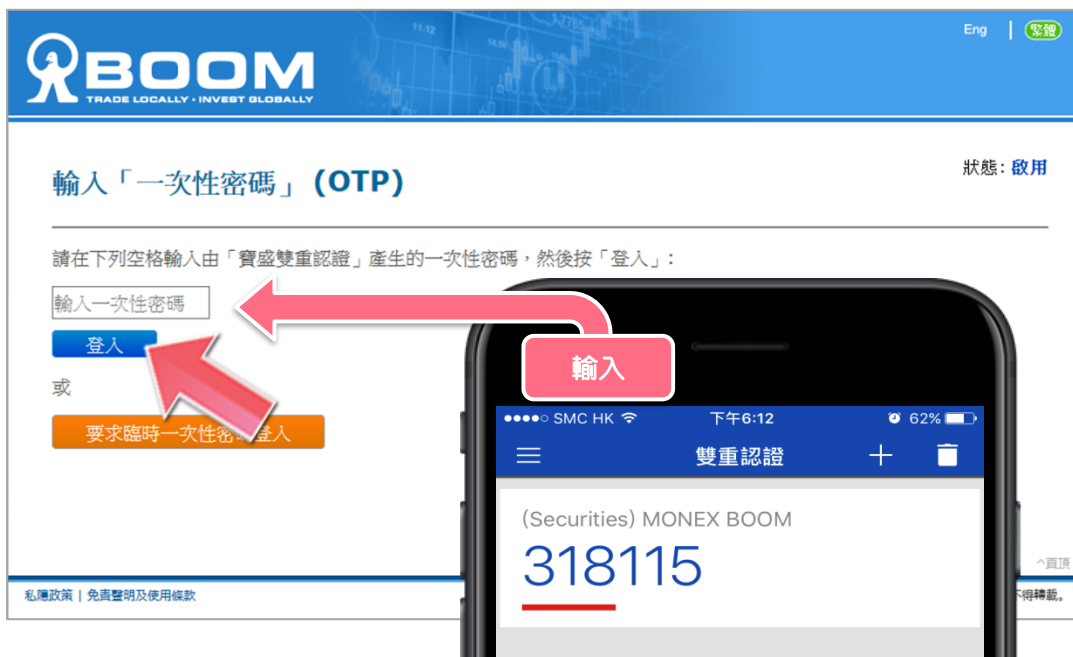 Eng | 繁體
BOOM
TRADE LOCALLY · INVEST GLOBALLY
11.12
輸入「一次性密碼」 (OTP)
狀態: 啟用
請在下列空格輸入由「寶盛雙重認證」產生的一次性密碼，然後按「登入」:
輸入一次性密碼
登入
或
要求臨時一次性密 登入
輸入
SMC HK
下午6:12
62%
雙重認證
(Securities) MONEX BOOM
318115
^頁頂
私隱政策 | 免責聲明及使用條款
不得轉載。